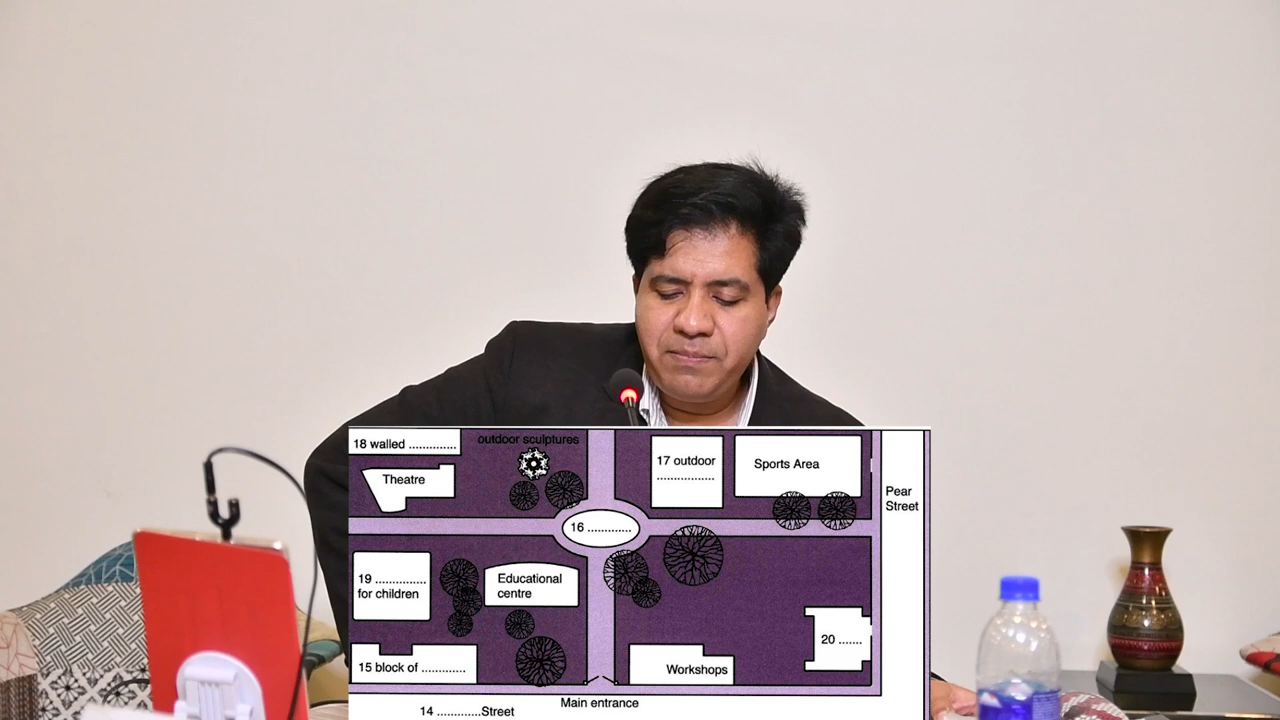 18 walled ..............
outdoor sculptures
17 outdoor
................
Sports Area
Theatre
Pear
Street
16 ..............
19 ................
for children
Educational
centre
20 .......
15 block of ..............
Workshops
Main entrance
14 .............Street